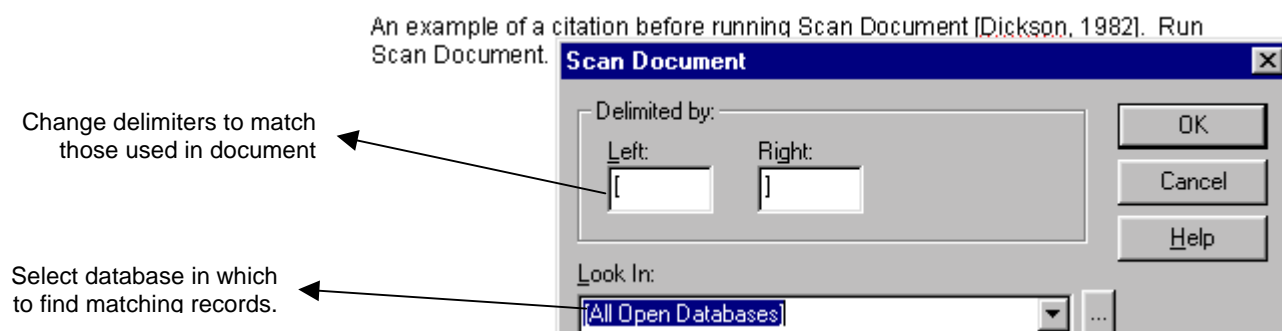 An example of a citation before running Scan Document [Dickson, 1982].  Run
Scan Document.
Scan Document
Delimited by:
Left:
Right:
[
]
OK
Cancel
Help
Change delimiters to match
those used in document
Look In:
[All Open Databases]
...
Select database in which
to find matching records.